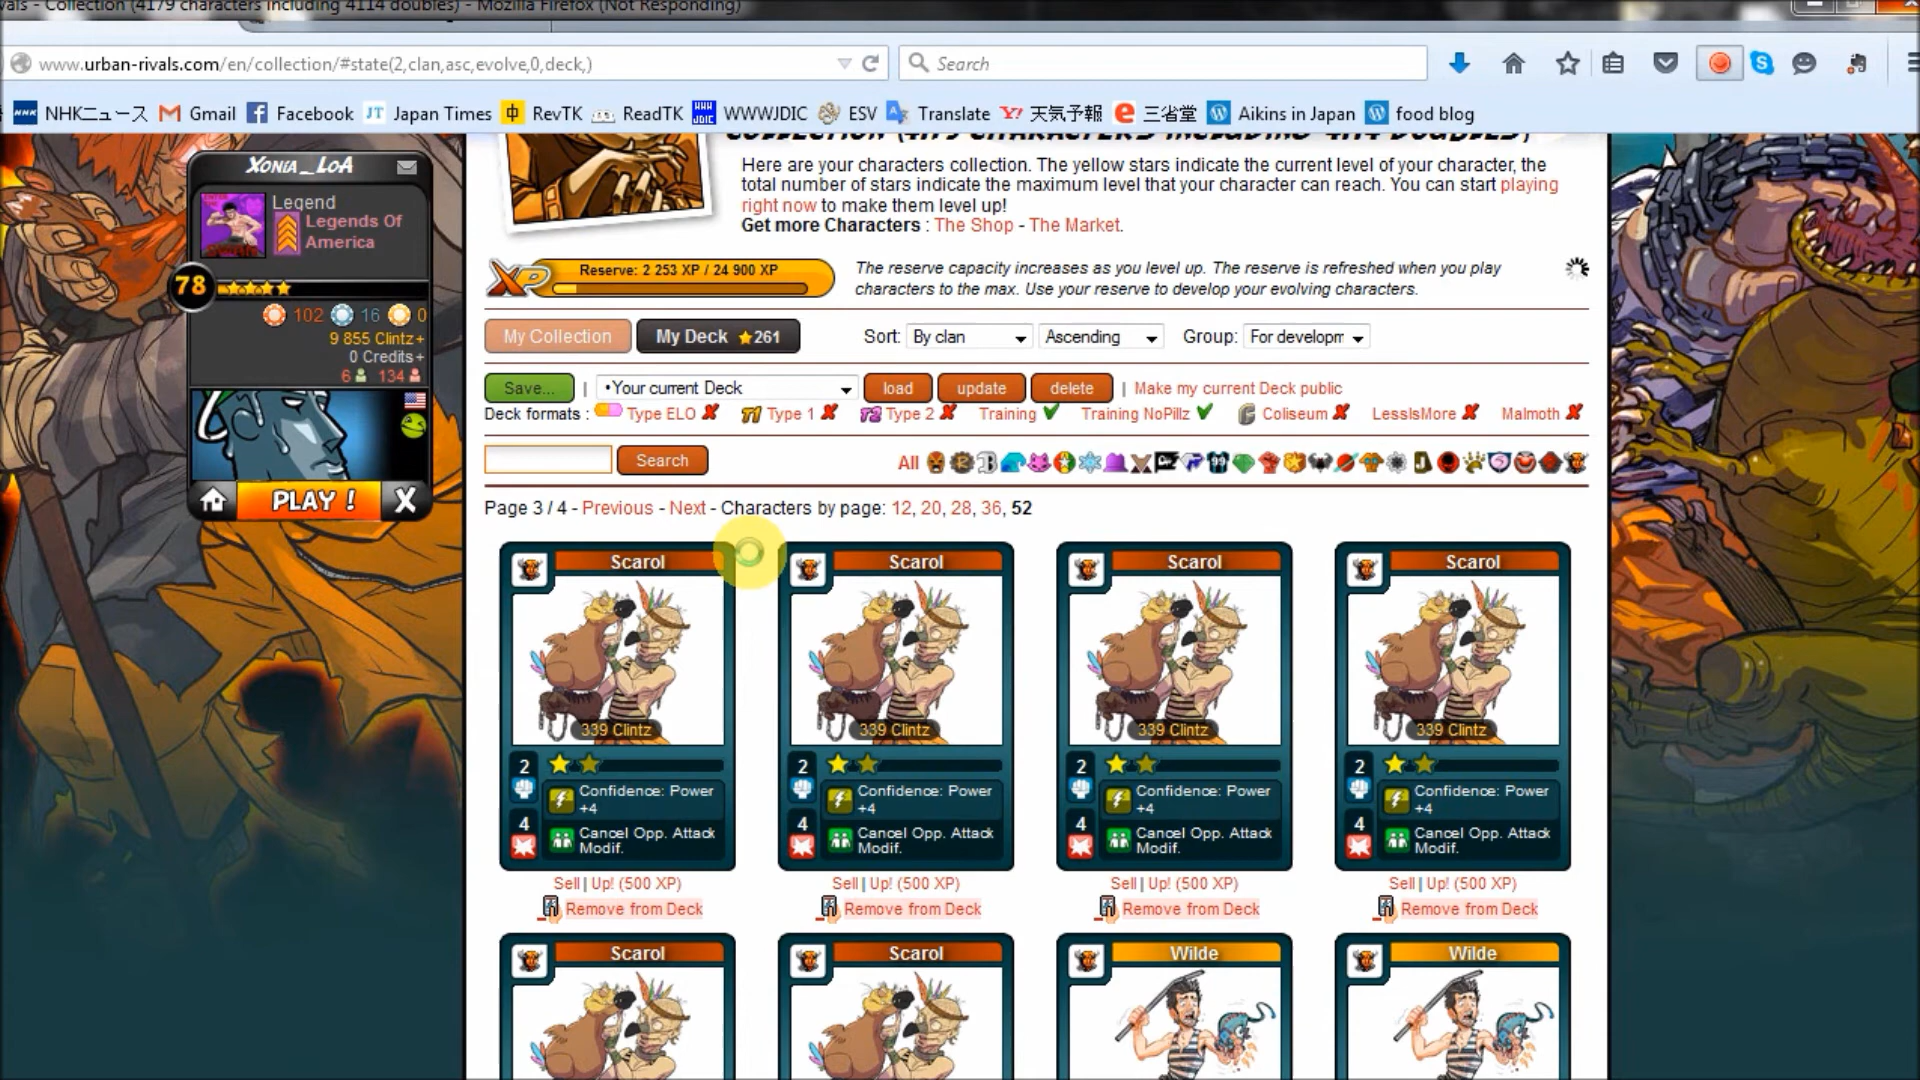 ivals - Collection (4179 characters including 4114 doubles) - Mozilla Firefox (Not Responding)
www.urban-rivals.com/en/collection/#state(2,clan,asc,evolve,0,deck,)
Search
NHKニュース Gmail Facebook JT Japan Times 中 RevTK ReadTK WWWJDIC ESV Translate Y! 天気予報 e 三省堂 Aikins in Japan food blog
COLLECTION (4179 CHARACTERS INCLUDING 4114 DOUBLES)
Here are your characters collection. The yellow stars indicate the current level of your character, the
total number of stars indicate the maximum level that your character can reach. You can start playing
right now to make them level up!
Get more Characters : The Shop - The Market.
XONIA_LOA
Legend
Legends Of
America
78
102 16 0
9 855 Clintz+
0 Credits+
6 134
PLAY ! X
XP Reserve: 2 253 XP / 24 900 XP
The reserve capacity increases as you level up. The reserve is refreshed when you play
characters to the max. Use your reserve to develop your evolving characters.
My Collection My Deck 261 Sort: By clan Ascending Group: For developm
Save... | •Your current Deck load update delete | Make my current Deck public
Deck formats : Type ELO T1 Type 1 T2 Type 2 Training Training NoPillz Coliseum LessIsMore Malmoth
Search All
Page 3 / 4 - Previous - Next - Characters by page: 12, 20, 28, 36, 52
Scarol Scarol Scarol Scarol
339 Clintz 339 Clintz 339 Clintz 339 Clintz
2 2 2 2
Confidence: Power Confidence: Power Confidence: Power Confidence: Power
+4 +4 +4 +4
4 4 4 4
Cancel Opp. Attack Cancel Opp. Attack Cancel Opp. Attack Cancel Opp. Attack
Modif. Modif. Modif. Modif.
Sell | Up! (500 XP) Sell | Up! (500 XP) Sell | Up! (500 XP) Sell | Up! (500 XP)
Remove from Deck Remove from Deck Remove from Deck Remove from Deck
Scarol Scarol Wilde Wilde